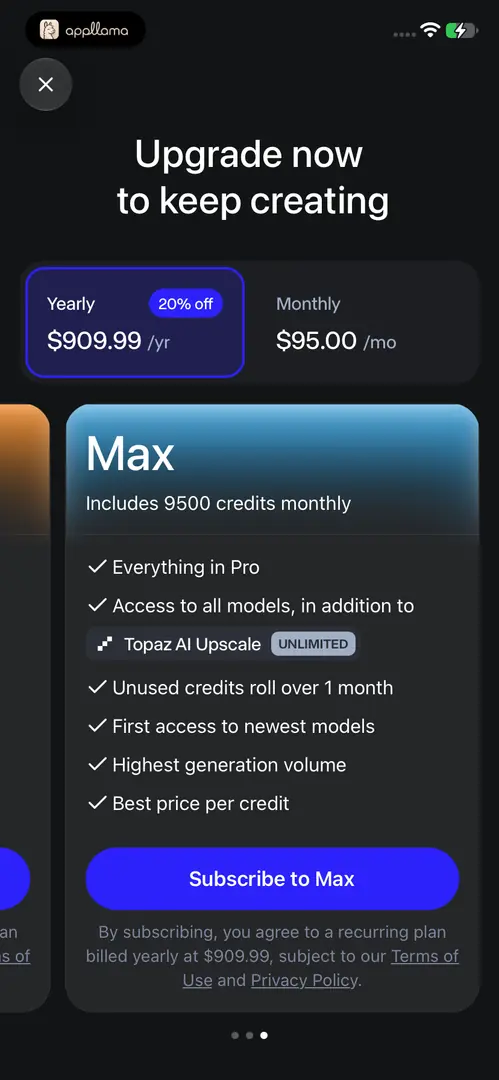 appllama
Upgrade now
to keep creating
Yearly
20% off
$909.99 /yr
Monthly
$95.00 /mo
Max
Includes 9500 credits monthly
Everything in Pro
Access to all models, in addition to
Topaz AI Upscale UNLIMITED
Unused credits roll over 1 month
First access to newest models
Highest generation volume
Best price per credit
Subscribe to Max
By subscribing, you agree to a recurring plan
billed yearly at $909.99, subject to our Terms of
Use and Privacy Policy.
an
s of